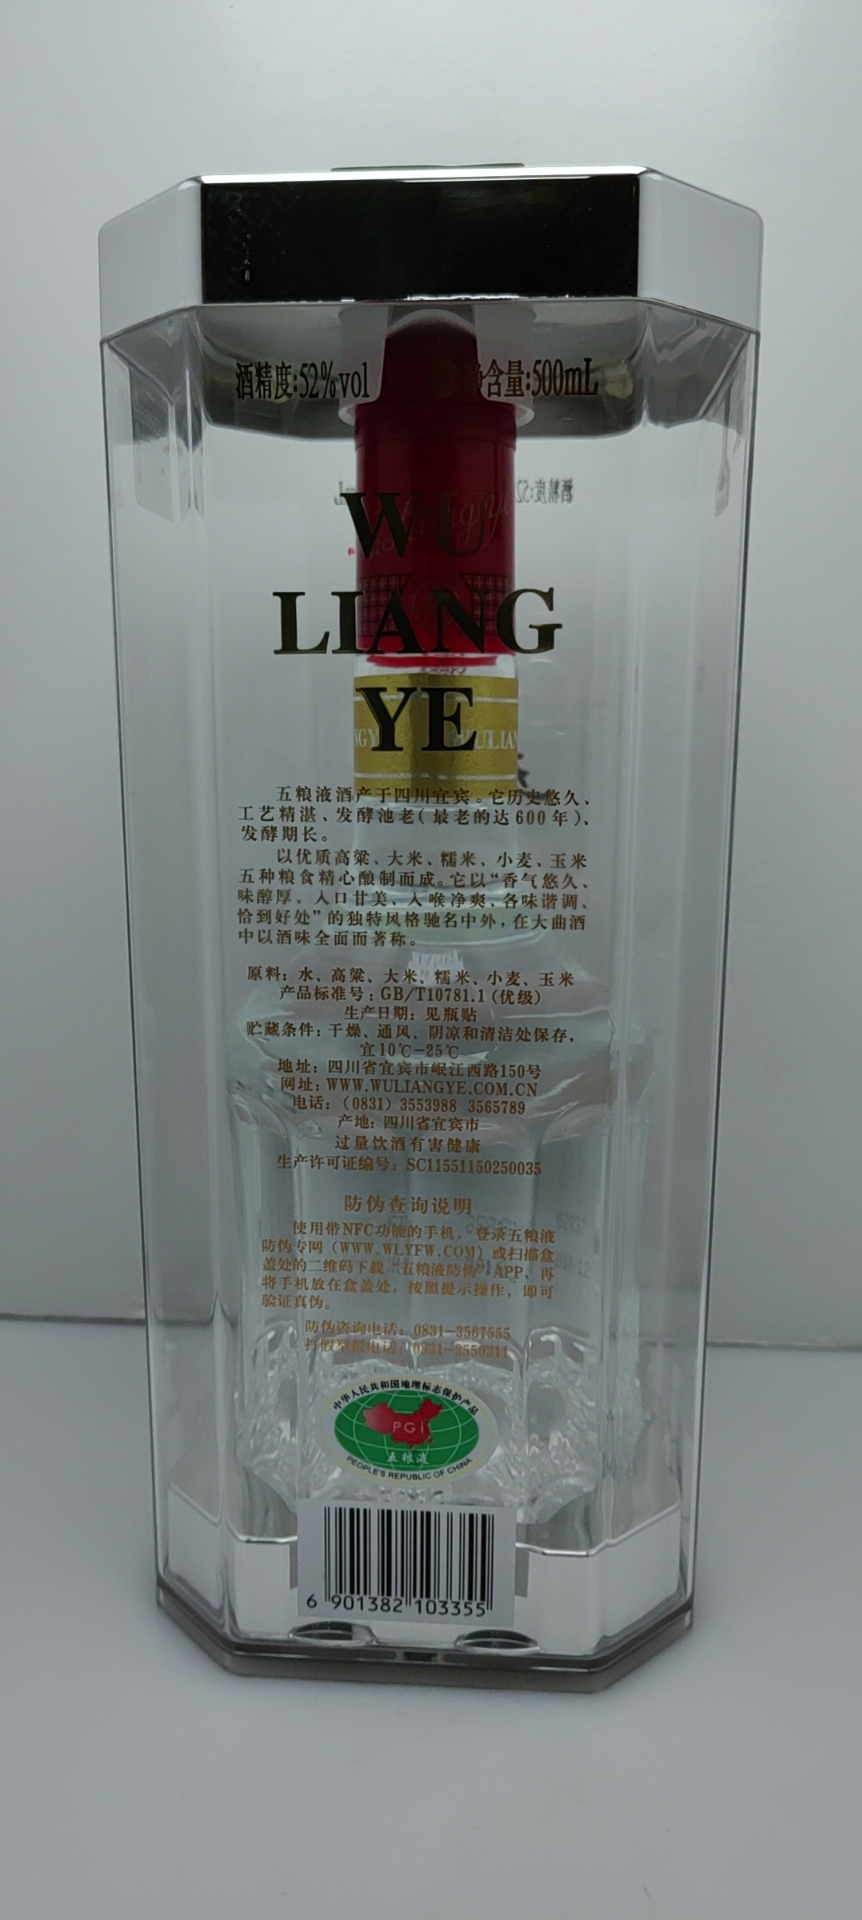 酒精度:52%vol 净含量:500mL
WU
LIANG
YE
五粮液酒产于四川宜宾。它历史悠久、
工艺精湛、发酵池老(最老的达600年)、
发酵期长。
以优质高粱、大米、糯米、小麦、玉米
五种粮食精心酿制而成。它以“香气悠久、
味醇厚、入口甘美、入喉净爽、各味谐调、
恰到好处”的独特风格驰名中外,在大曲酒
中以酒味全面而著称。
原料: 水、高粱、大米、糯米、小麦、玉米
产品标准号: GB/T10781.1(优级)
生产日期: 见瓶贴
贮藏条件: 干燥、通风、阴凉和清洁处保存,
宜10℃-25℃
地址: 四川省宜宾市岷江西路150号
网址: WWW.WULIANGYE.COM.CN
电话: (0831) 3553988 3565789
产地: 四川省宜宾市
过量饮酒有害健康
生产许可证编号: SC11551150250035
防伪查询说明
使用带NFC功能的手机, 登录五粮液
防伪专网 (WWW.WLYFW.COM) 或扫描盒
盖处的二维码下载“五粮液防伪”APP, 再
将手机放在盒盖处, 按照提示操作, 即可
验证真伪。
防伪咨询电话: 0831-3567555
打假举报电话: 0831-3550311
中华人民共和国地理标志保护产品
PGI
五粮液
PEOPLE'S REPUBLIC OF CHINA
6 901382 103355